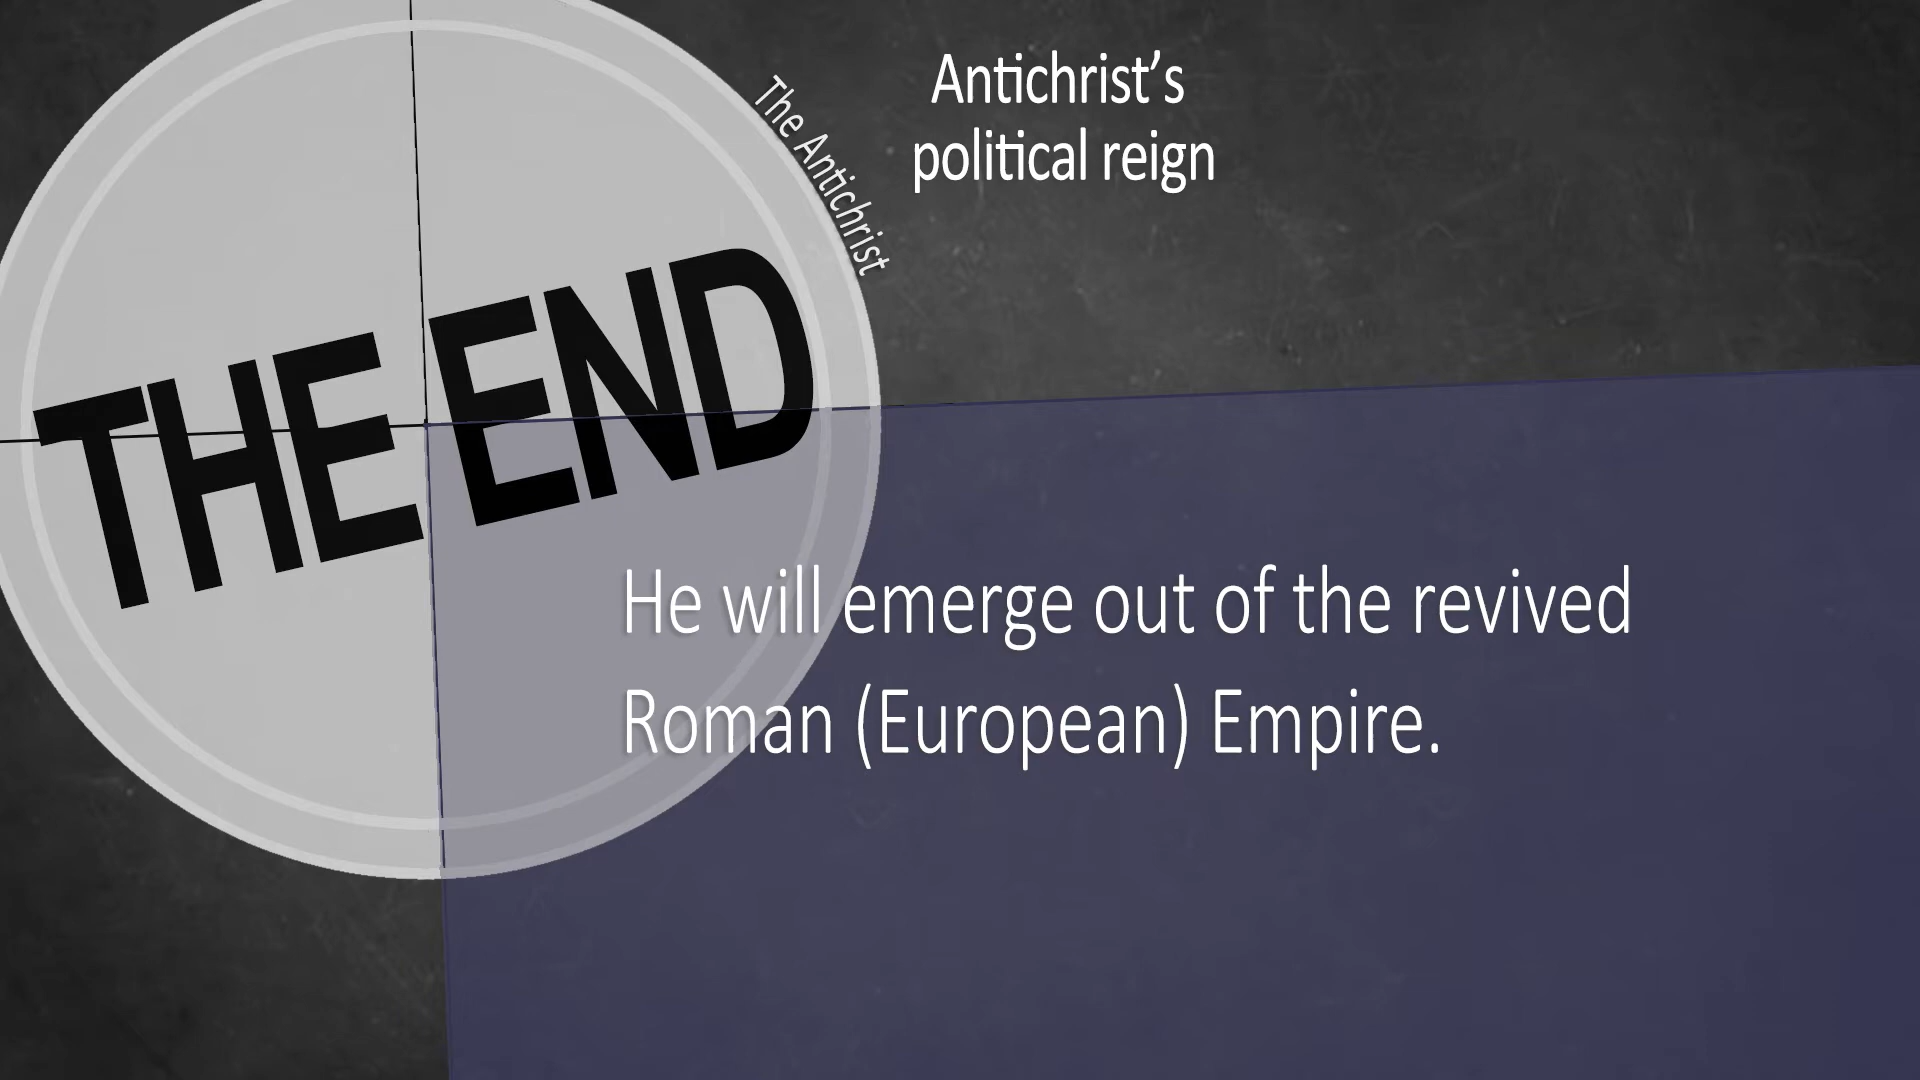 The Antichrist
Antichrist’s
political reign
THE END
He will emerge out of the revived
Roman (European) Empire.